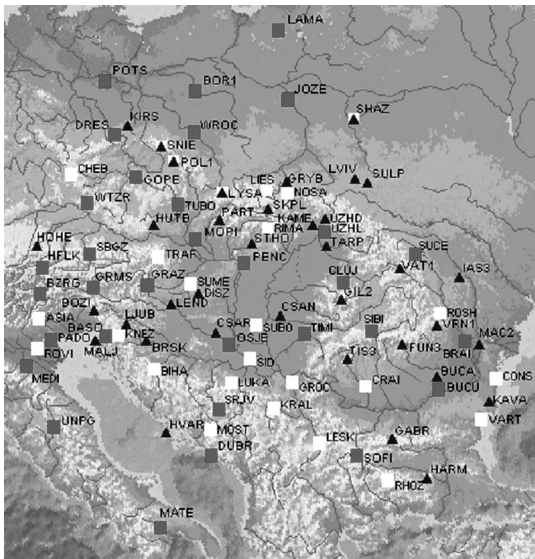 LAMA
POTS
BOR1
JOZE
KIRS
SHAZ
DRES
WROC
SNIE
POL1
CHEB
GOPE
LIES
GRYB
LVIV
SULP
WTZR
LYSA
NOSA
TUBO
SKPL
HUTB
PART
KAME
UZHD
MOPI
RIMA
UZHL
HOHE
STHO
TARP
SBGZ
TRAF
SUCE
HFLK
PENC
VAT1
GRMS
GRAZ
SUME
CLUJ
IAS3
BZRG
DISZ
GIL2
BOZI
LEND
ASIA
LJUB
CSAN
ROSH
BASO
CSAR
SUBO
TIMI
SIBI
VRN1
PADO
KNEZ
OSJE
MAC2
ROVI
MALJ
BRSK
FUN3
BRAI
SID
TIS3
MEDI
BIHA
BUCA
CONS
LUKA
GROC
CRAI
BUCU
SRJV
KRAL
KAVA
UNPG
VART
HVAR
MOST
LESK
GABR
DUBR
SOFI
HARM
RHOZ
MATE